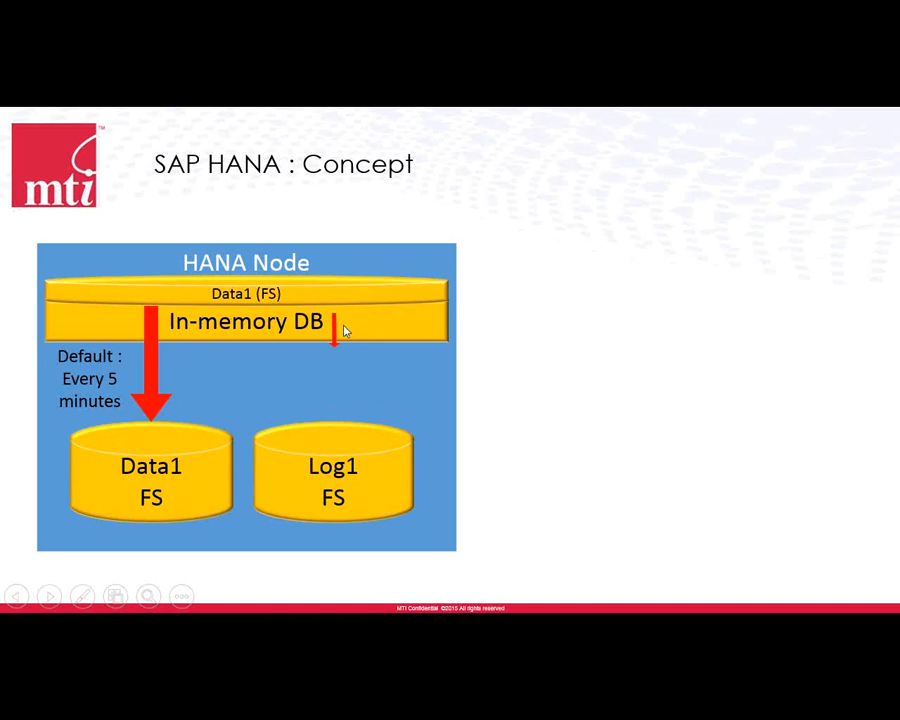 mti
TM
SAP HANA : Concept
HANA Node
Data1 (FS)
In-memory DB
Default :
Every 5
minutes
Data1
FS
Log1
FS
MTI Confidential ©2015 All rights reserved